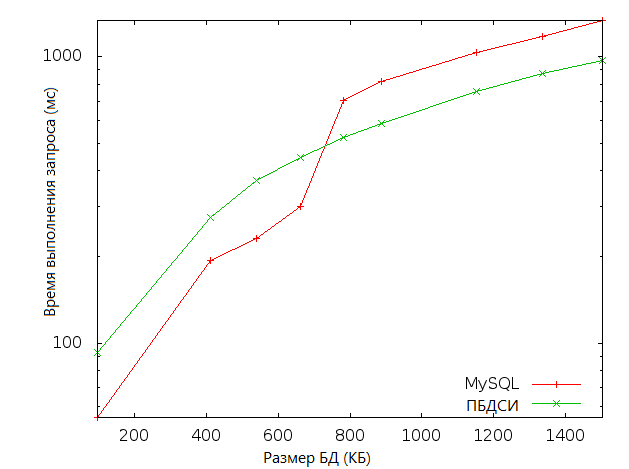 1000
100
Время выполнения запроса (мс)
MySQL
ПБДСИ
200 400 600 800 1000 1200 1400
Размер БД (КБ)